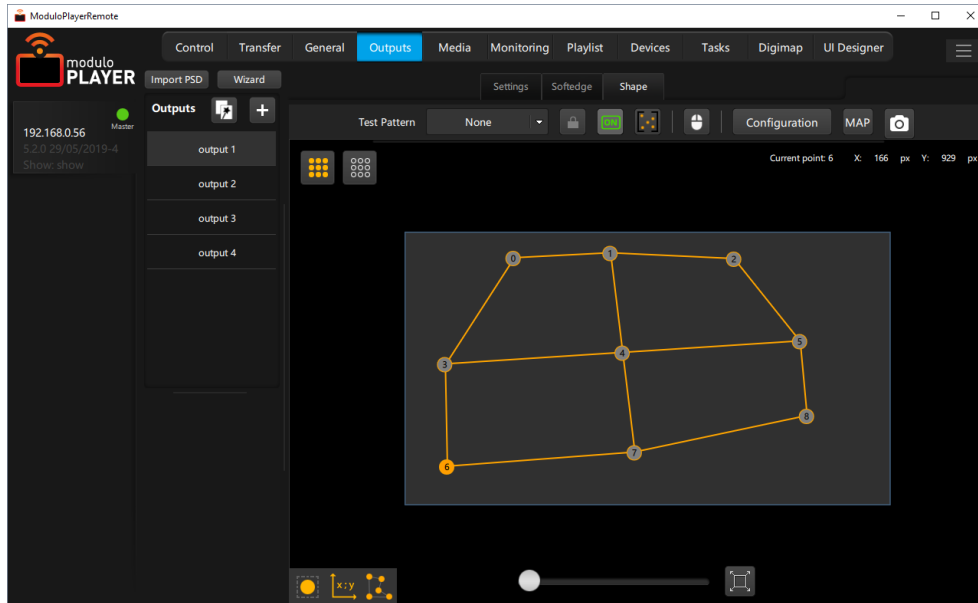 ModuloPlayerRemote
modulo
PLAYER
Control Transfer General Outputs Media Monitoring Playlist Devices Tasks Digimap UI Designer
Import PSD Wizard
Settings Softedge Shape
Outputs
Test Pattern None ON Configuration MAP
192.168.0.56 Master
5.2.0 29/05/2019-4
Show: show
output 1
output 2
output 3
output 4
Current point: 6 X: 166 px Y: 929 px
0 1 2
3 4 5
6 7 8
x;y